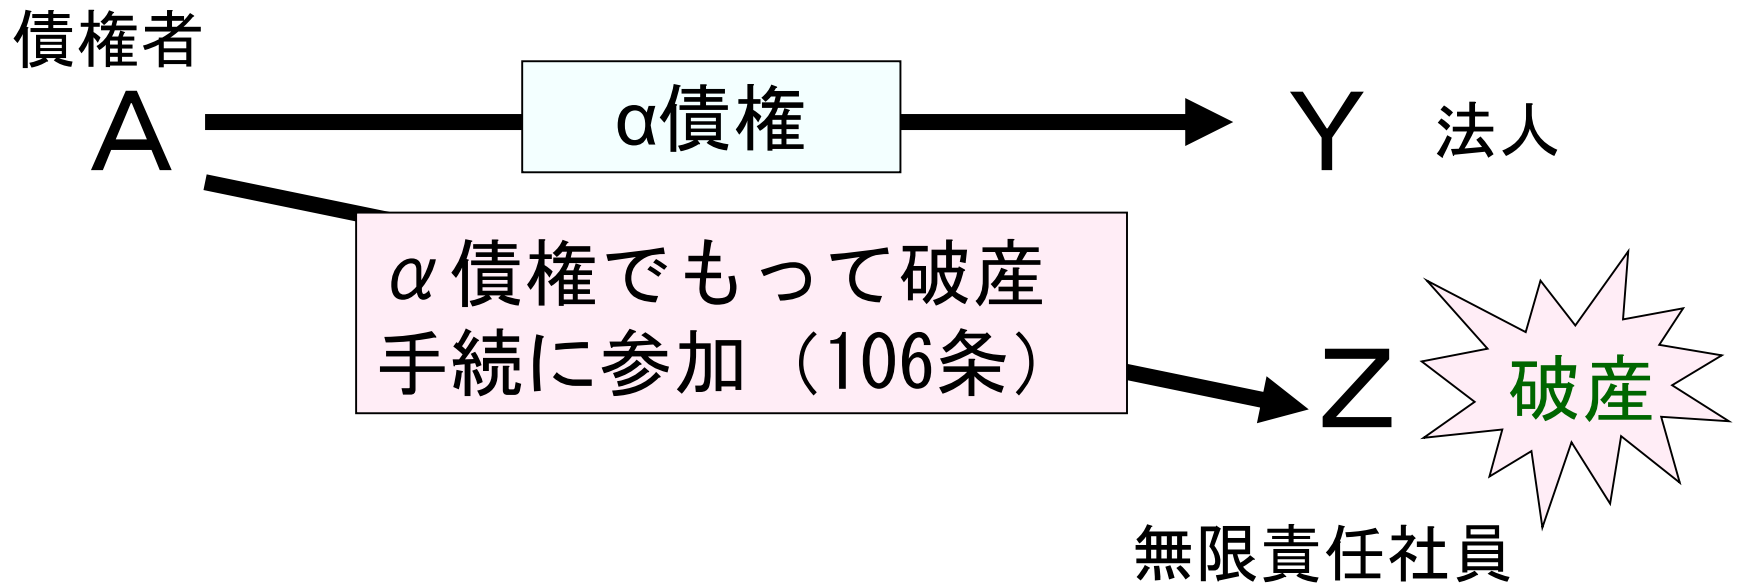 債権者
A
α債権
Y
法人
α債権でもって破産
手続に参加（106条）
Z
破産
無限責任社員